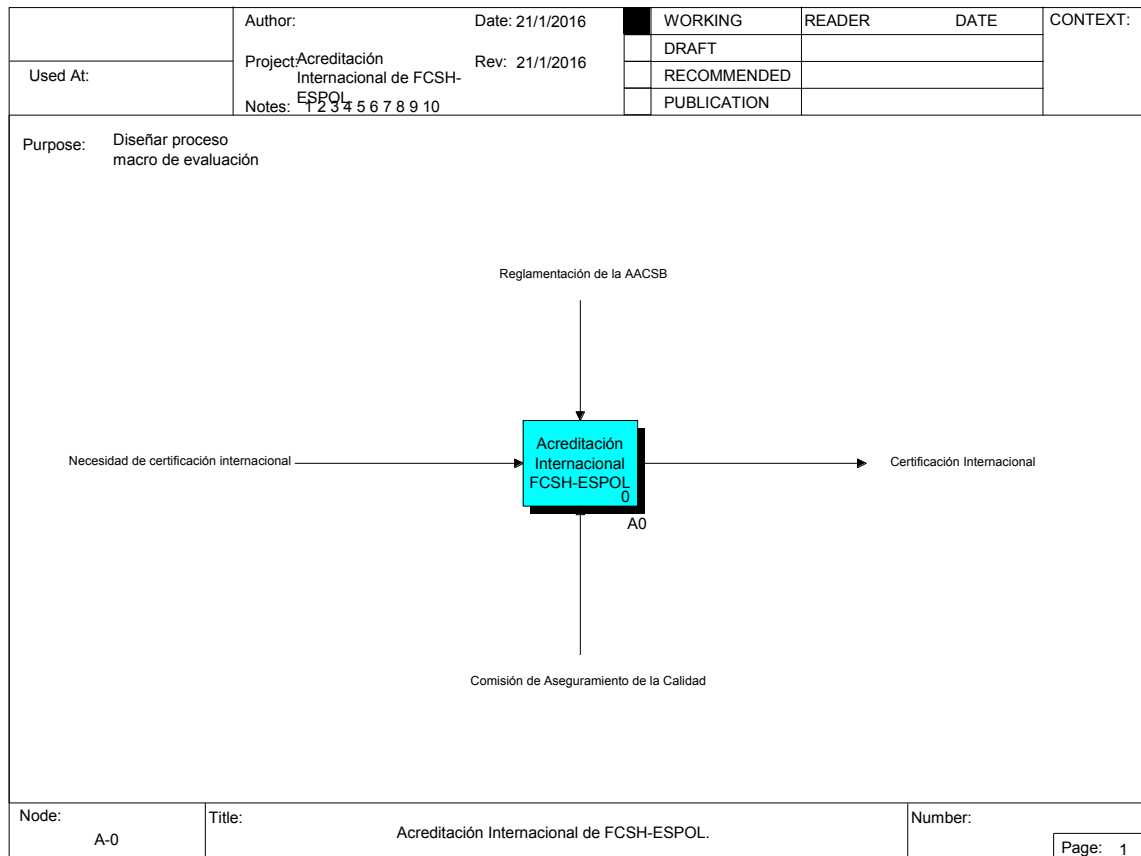 Used At:
Author:
Date: 21/1/2016
Project: Acreditación
Internacional de FCSH-
ESPOL
Rev: 21/1/2016
Notes: 1 2 3 4 5 6 7 8 9 10
WORKING
DRAFT
RECOMMENDED
PUBLICATION
READER DATE
CONTEXT:
Purpose: Diseñar proceso
macro de evaluación
Reglamentación de la AACSB
Necesidad de certificación internacional
Acreditación
Internacional
FCSH-ESPOL
0
A0
Certificación Internacional
Comisión de Aseguramiento de la Calidad
Node:
A-0
Title:
Acreditación Internacional de FCSH-ESPOL.
Number:
Page: 1